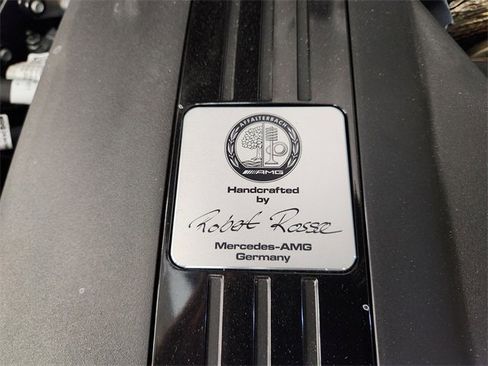 AFFALTERBACH
AMG
Handcrafted
by
Robert Rosse
Mercedes-AMG
Germany